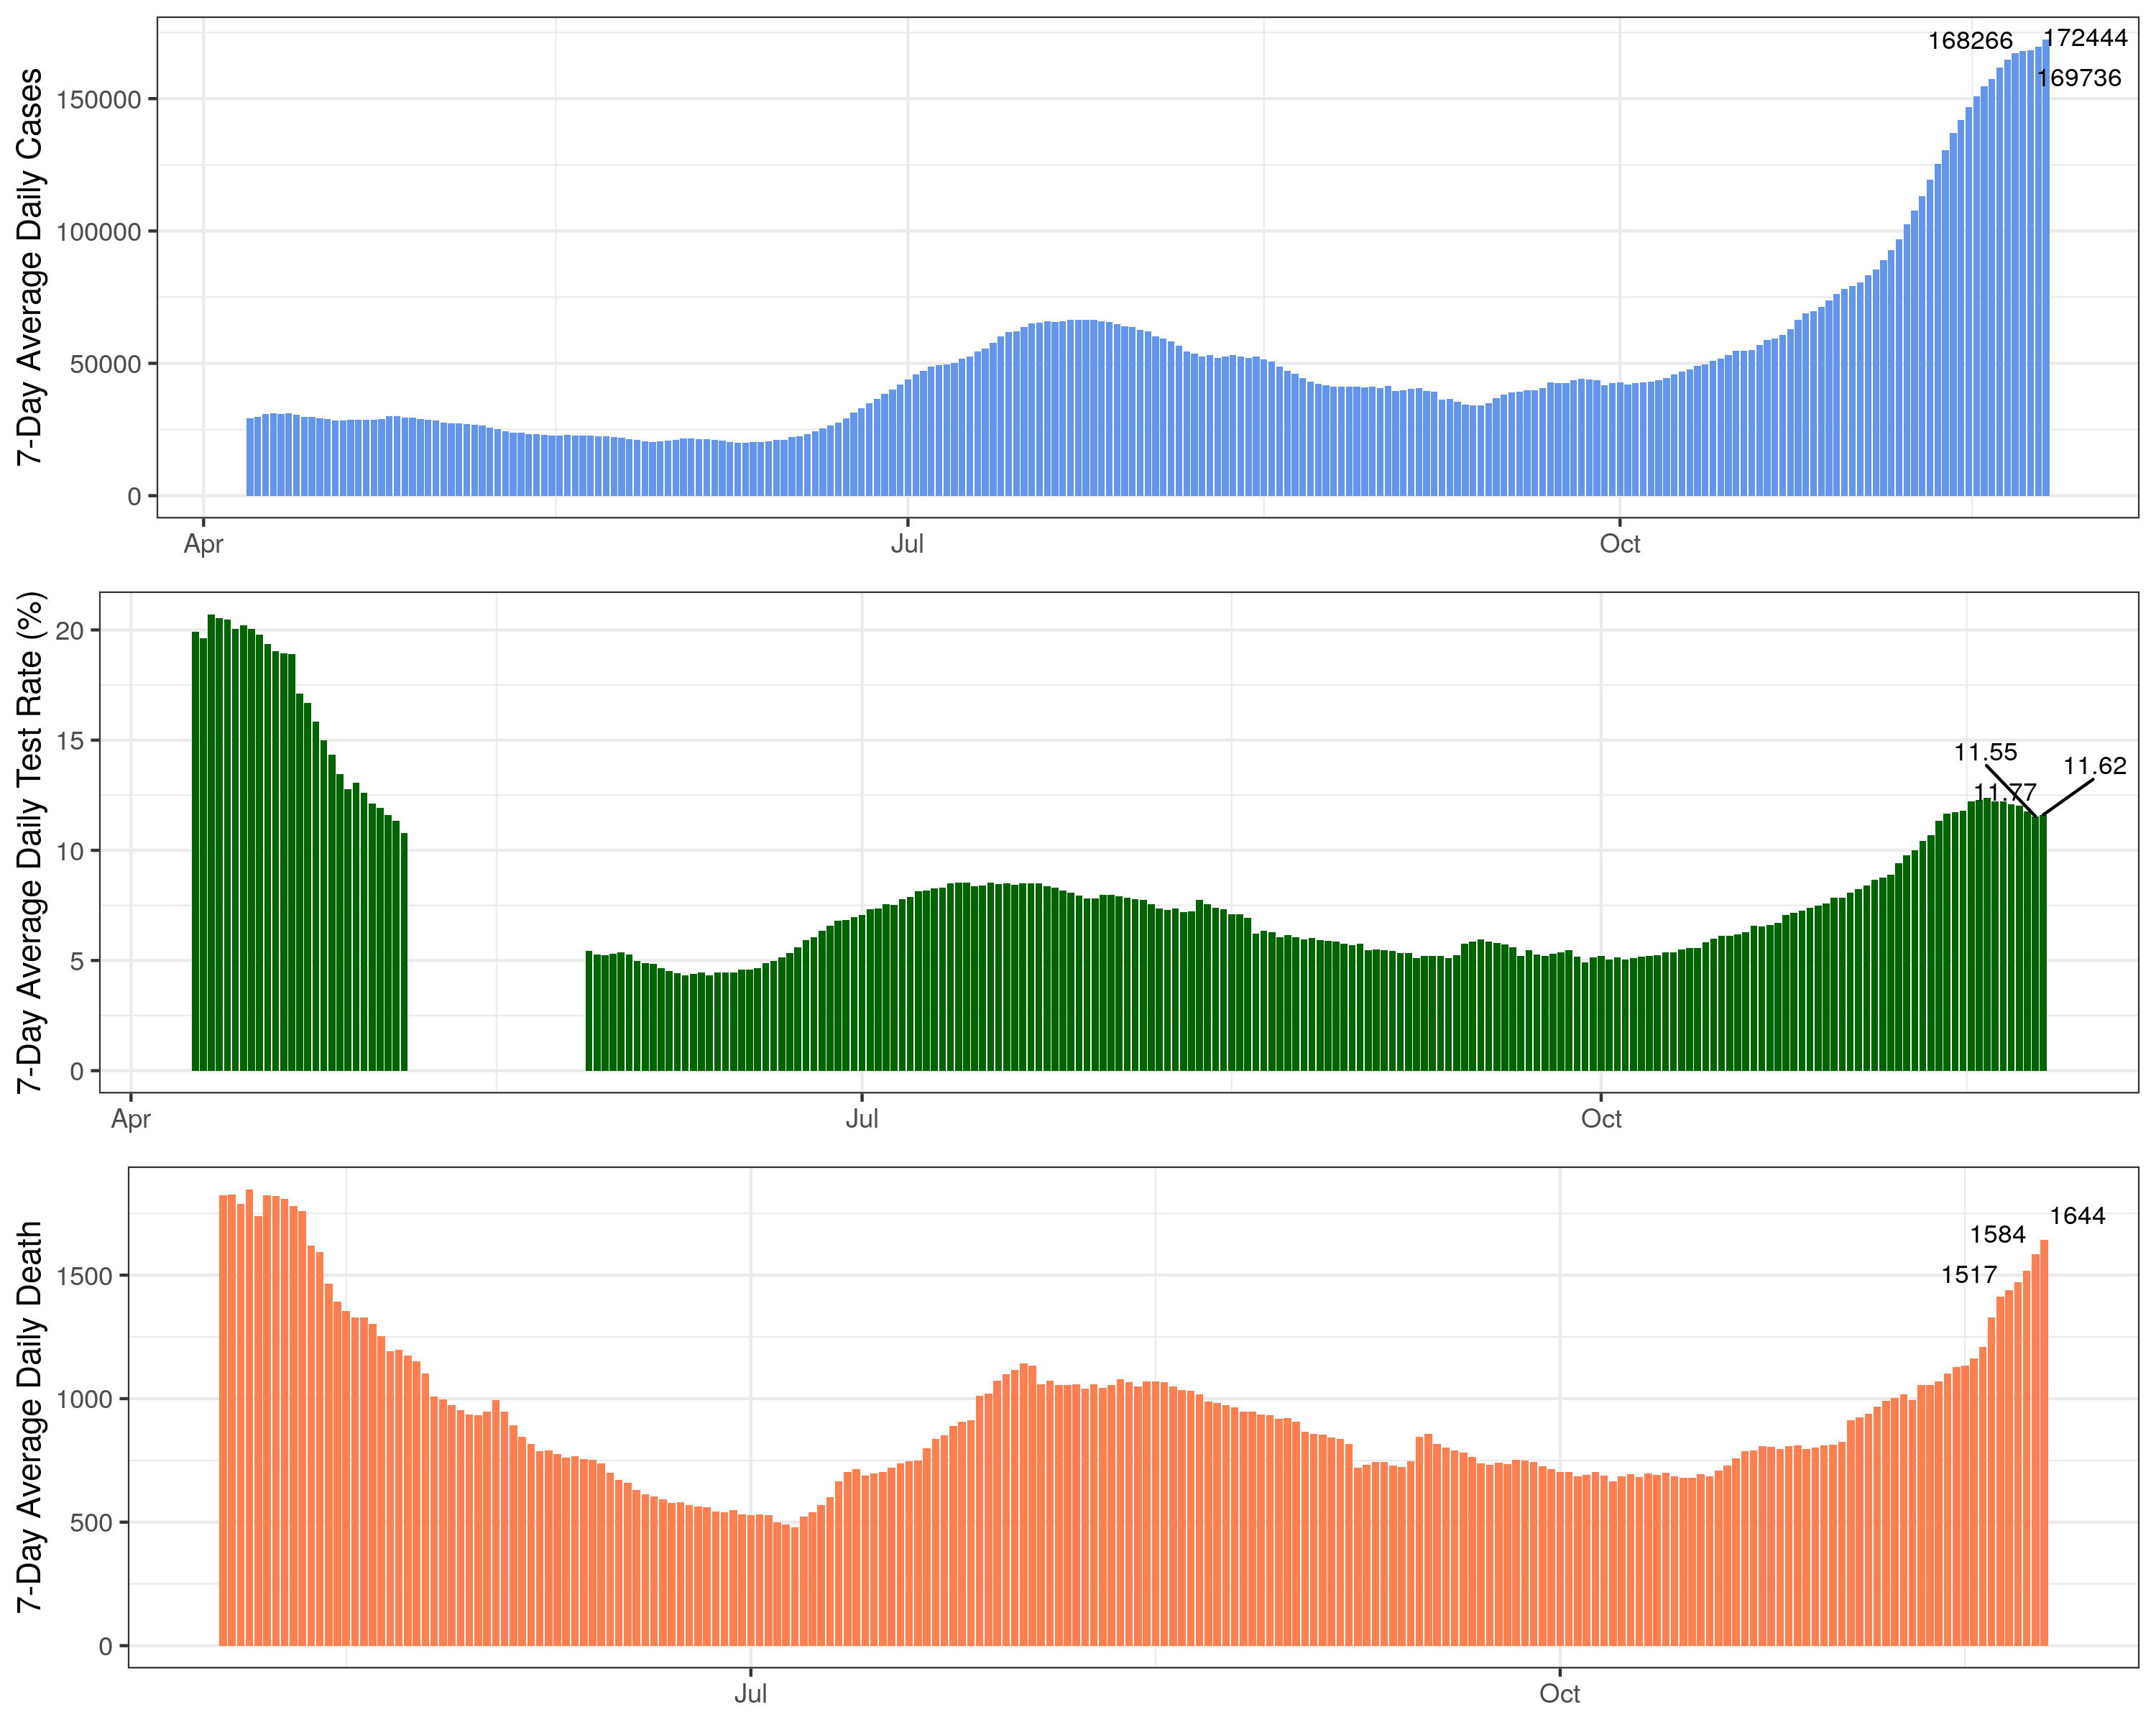 7-Day Average Daily Cases
150000
100000
50000
0
168266
172444
169736
Apr
Jul
Oct
7-Day Average Daily Test Rate (%)
20
15
10
5
0
11.55
11.62
11.77
Apr
Jul
Oct
7-Day Average Daily Death
1500
1000
500
0
1644
1584
1517
Jul
Oct